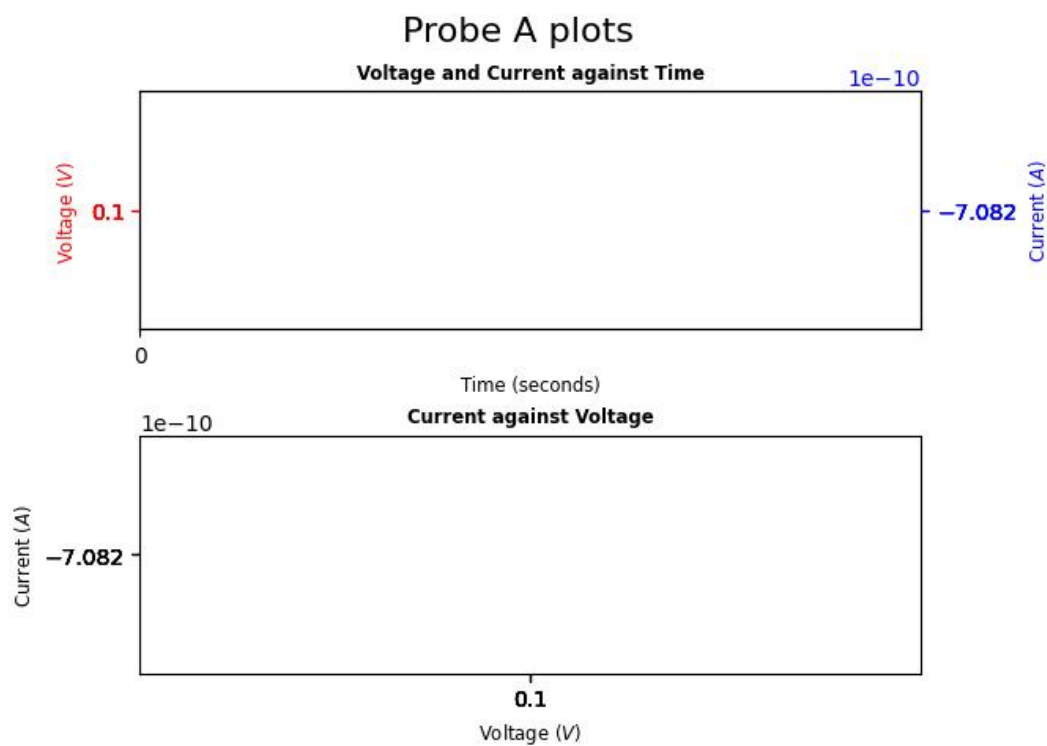 Probe A plots
Voltage and Current against Time
1e−10
Voltage (V)
0.1
−7.082
Current (A)
0
Time (seconds)
Current against Voltage
1e−10
Current (A)
−7.082
0.1
Voltage (V)